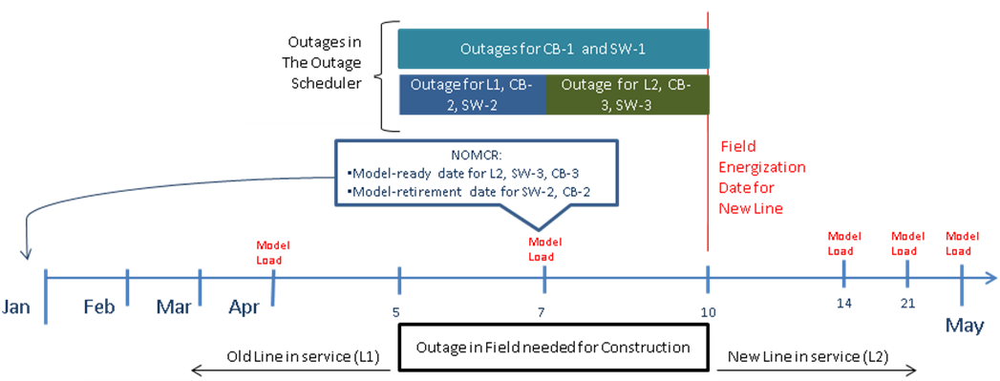 Outages in
The Outage
Scheduler
Outages for CB-1 and SW-1
Outage for L1, CB-
2, SW-2
Outage for L2, CB-
3, SW-3
NOMCR:
▪Model-ready date for L2, SW-3, CB-3
▪Model-retirement date for SW-2, CB-2
Field
Energization
Date for
New Line
Model
Load
Model
Load
Model
Load
Model
Load
Model
Load
Jan
Feb
Mar
Apr
5
7
10
14
21
May
Old Line in service (L1)
Outage in Field needed for Construction
New Line in service (L2)